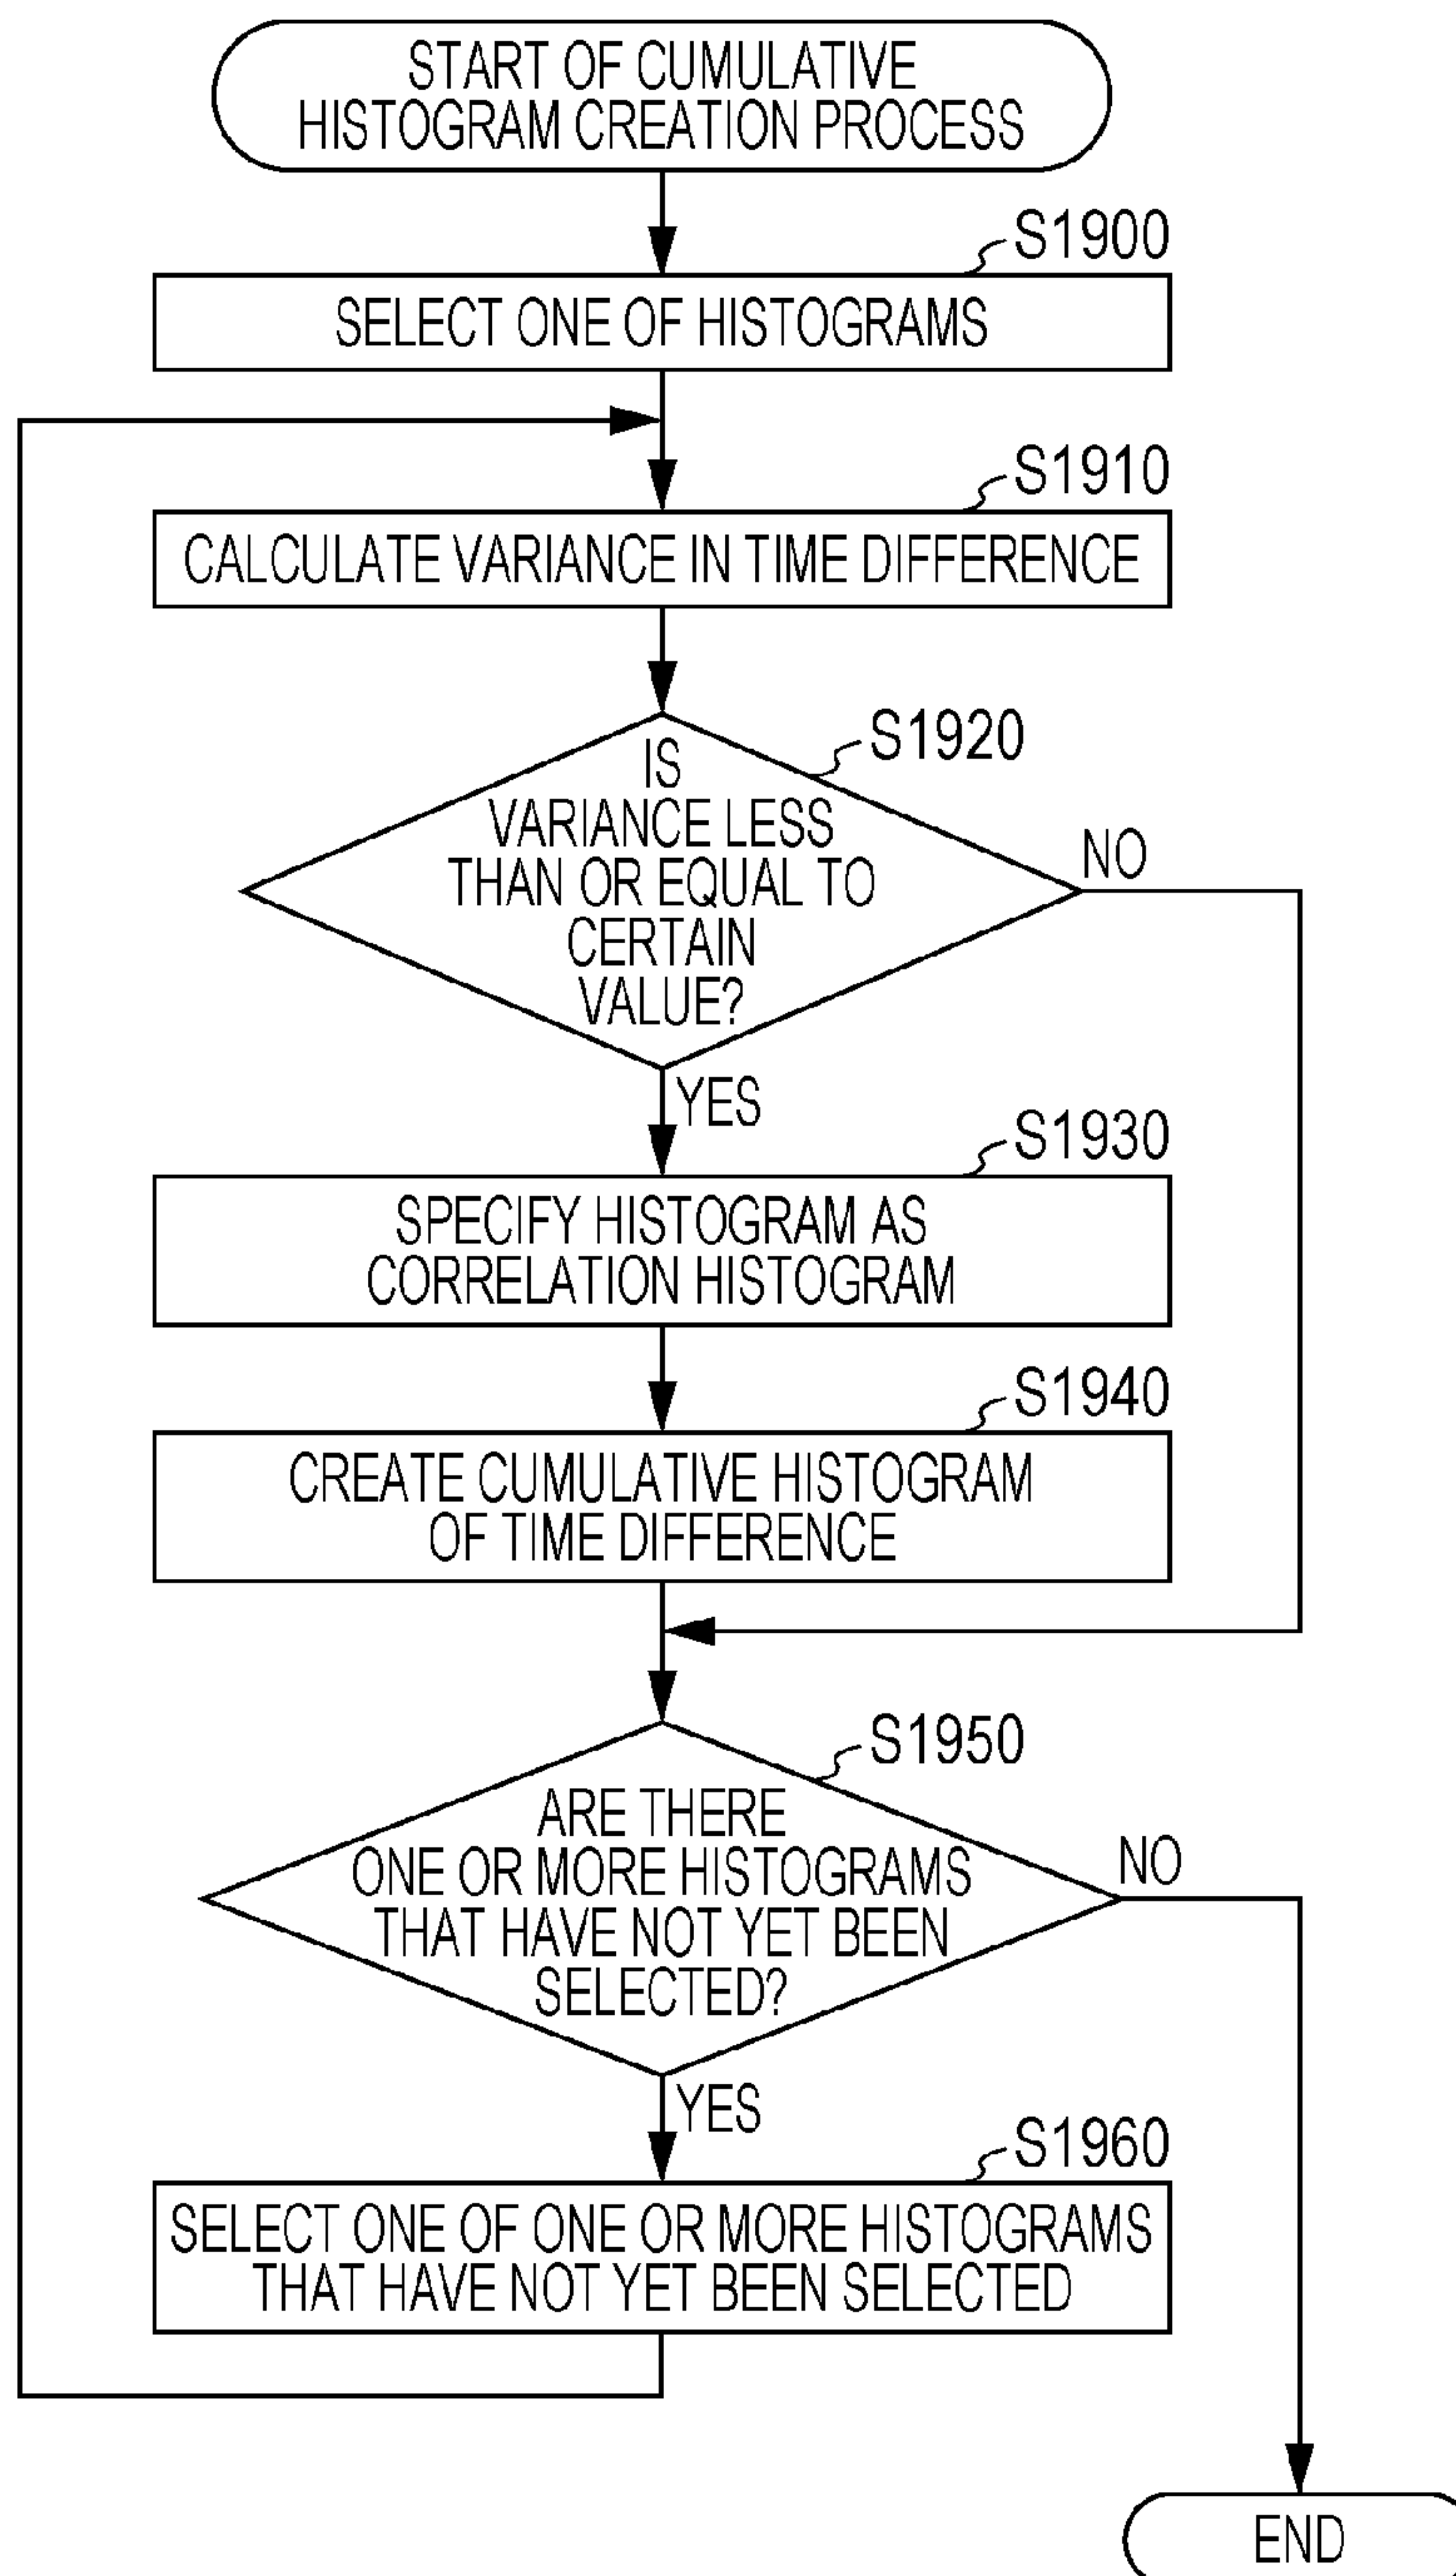 START OF CUMULATIVE
HISTOGRAM CREATION PROCESS
S1900
SELECT ONE OF HISTOGRAMS
S1910
CALCULATE VARIANCE IN TIME DIFFERENCE
S1920
IS
VARIANCE LESS
THAN OR EQUAL TO
CERTAIN
VALUE?
NO
YES
S1930
SPECIFY HISTOGRAM AS
CORRELATION HISTOGRAM
S1940
CREATE CUMULATIVE HISTOGRAM
OF TIME DIFFERENCE
S1950
ARE THERE
ONE OR MORE HISTOGRAMS
THAT HAVE NOT YET BEEN
SELECTED?
NO
YES
S1960
SELECT ONE OF ONE OR MORE HISTOGRAMS
THAT HAVE NOT YET BEEN SELECTED
END